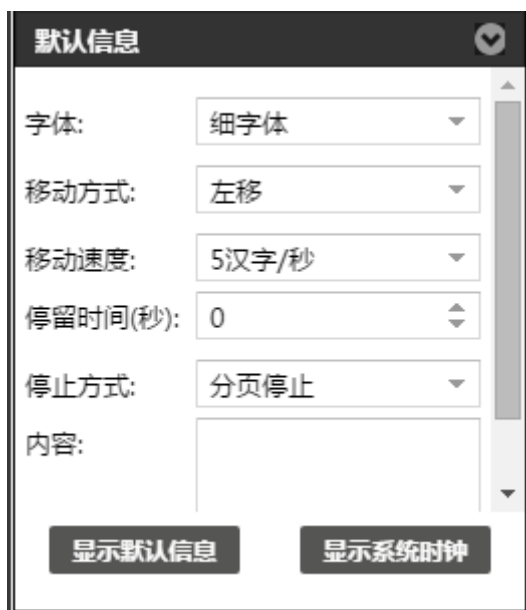 默认信息
字体: 细字体
移动方式: 左移
移动速度: 5汉字/秒
停留时间(秒): 0
停止方式: 分页停止
内容:
显示默认信息 显示系统时钟